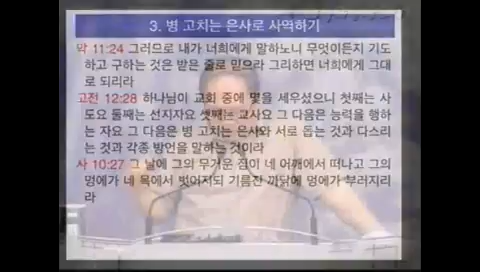 3. 병 고치는 은사로 사역하기
막 11:24 그러므로 내가 너희에게 말하노니 무엇이든지 기도
하고 구하는 것은 받은 줄로 믿으라 그리하면 너희에게 그대
로 되리라
고전 12:28 하나님이 교회 중에 몇을 세우셨으니 첫째는 사
도요 둘째는 선지자요 셋째는 교사요 그 다음은 능력을 행하
는 자요 그 다음은 병 고치는 은사와 서로 돕는 것과 다스리
는 것과 각종 방언을 말하는 것이라
사 10:27 그 날에 그의 무거운 짐이 네 어깨에서 떠나고 그의
멍에가 네 목에서 벗어지되 기름진 까닭에 멍에가 부러지리
라